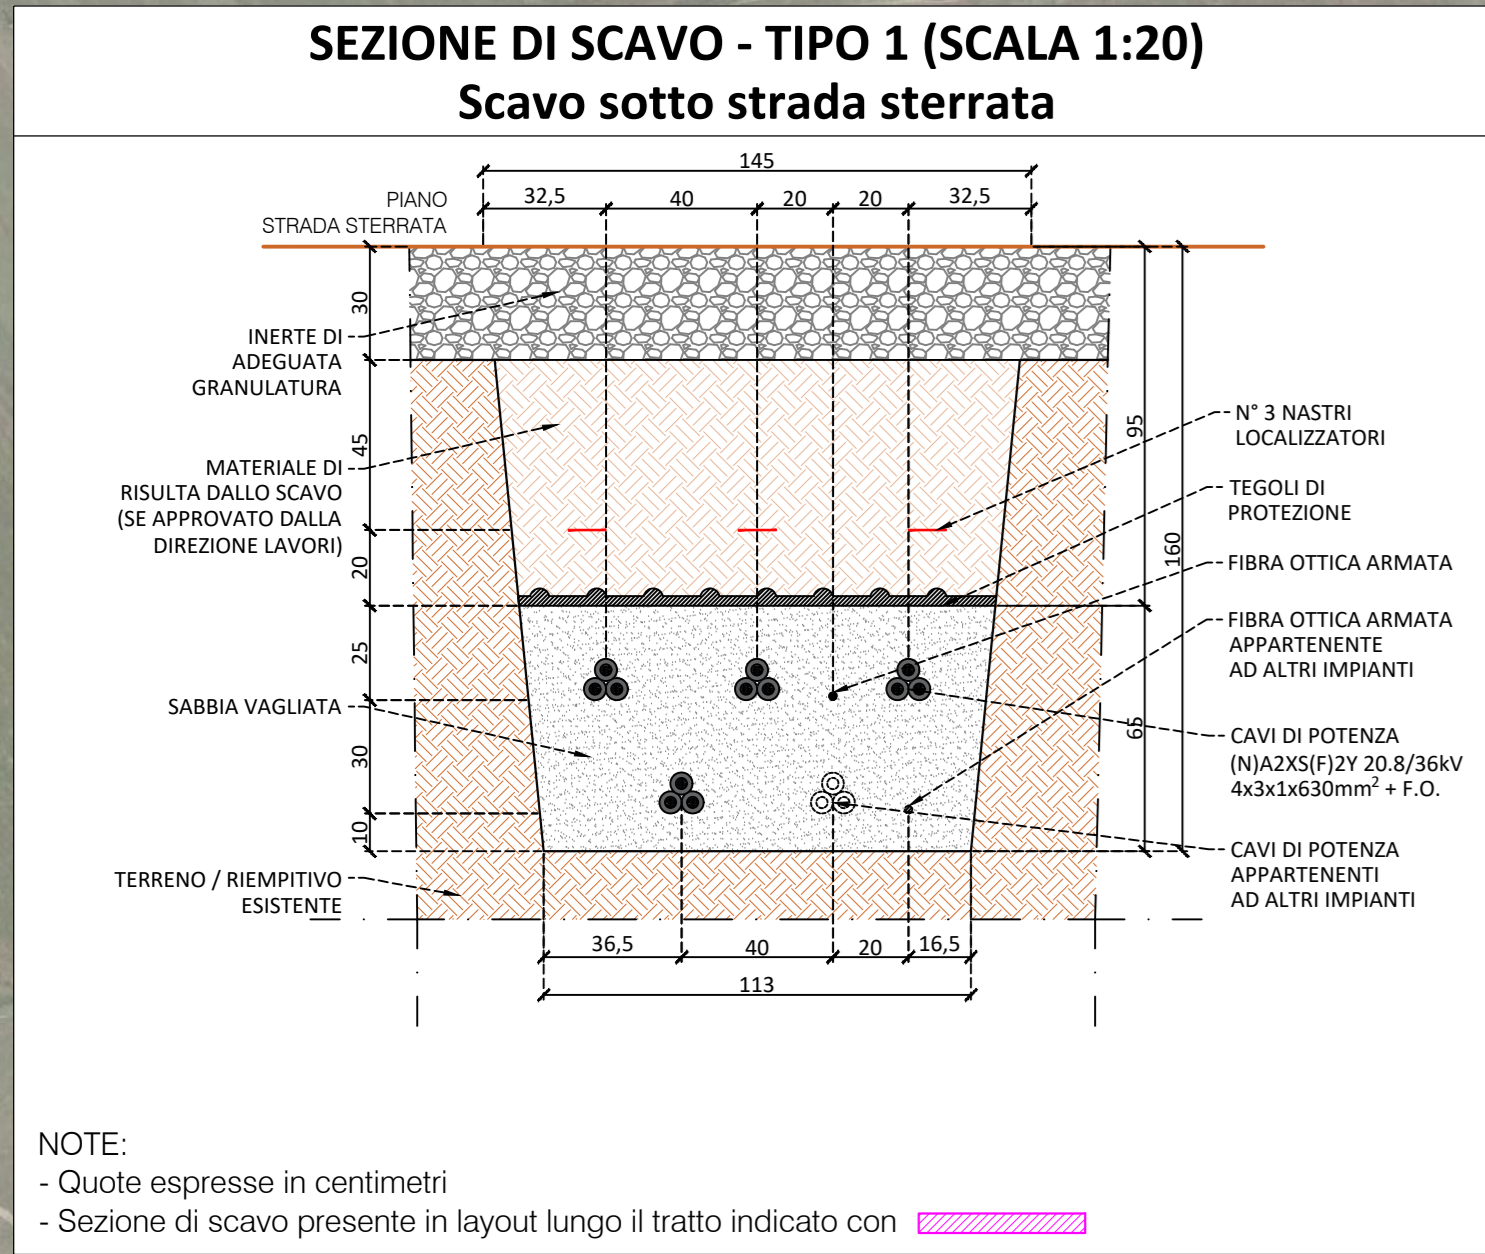 SEZIONE DI SCAVO - TIPO 1 (SCALA 1:20)
Scavo sotto strada sterrata
145
32,5
40
20
20
32,5
PIANO
STRADA STERRATA
30
45
20
25
30
10
95
65
160
INERTE DI
ADEGUATA
GRANULATURA
MATERIALE DI
RISULTA DALLO SCAVO
(SE APPROVATO DALLA
DIREZIONE LAVORI)
SABBIA VAGLIATA
TERRENO / RIEMPITIVO
ESISTENTE
N° 3 NASTRI
LOCALIZZATORI
TEGOLI DI
PROTEZIONE
FIBRA OTTICA ARMATA
FIBRA OTTICA ARMATA
APPARTENENTE
AD ALTRI IMPIANTI
CAVI DI POTENZA
(N)A2XS(F)2Y 20.8/36kV
4x3x1x630mm² + F.O.
CAVI DI POTENZA
APPARTENENTI
AD ALTRI IMPIANTI
36,5
40
20
16,5
113
NOTE:
- Quote espresse in centimetri
- Sezione di scavo presente in layout lungo il tratto indicato con